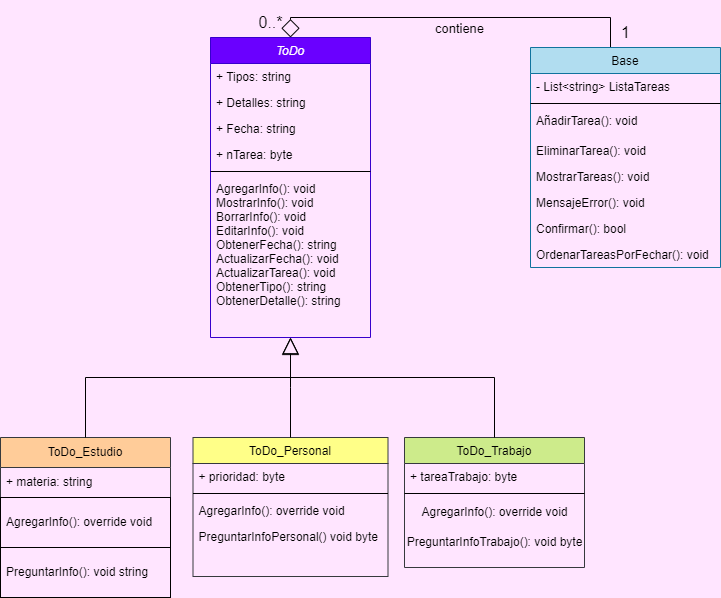 0..*
contiene
1
ToDo
+ Tipos: string
+ Detalles: string
+ Fecha: string
+ nTarea: byte
AgregarInfo(): void
MostrarInfo(): void
BorrarInfo(): void
EditarInfo(): void
ObtenerFecha(): string
ActualizarFecha(): void
ActualizarTarea(): void
ObtenerTipo(): string
ObtenerDetalle(): string
Base
- List<string> ListaTareas
AñadirTarea(): void
EliminarTarea(): void
MostrarTareas(): void
MensajeError(): void
Confirmar(): bool
OrdenarTareasPorFechar(): void
ToDo_Estudio
+ materia: string
AgregarInfo(): override void
PreguntarInfo(): void string
ToDo_Personal
+ prioridad: byte
AgregarInfo(): override void
PreguntarInfoPersonal() void byte
ToDo_Trabajo
+ tareaTrabajo: byte
AgregarInfo(): override void
PreguntarInfoTrabajo(): void byte